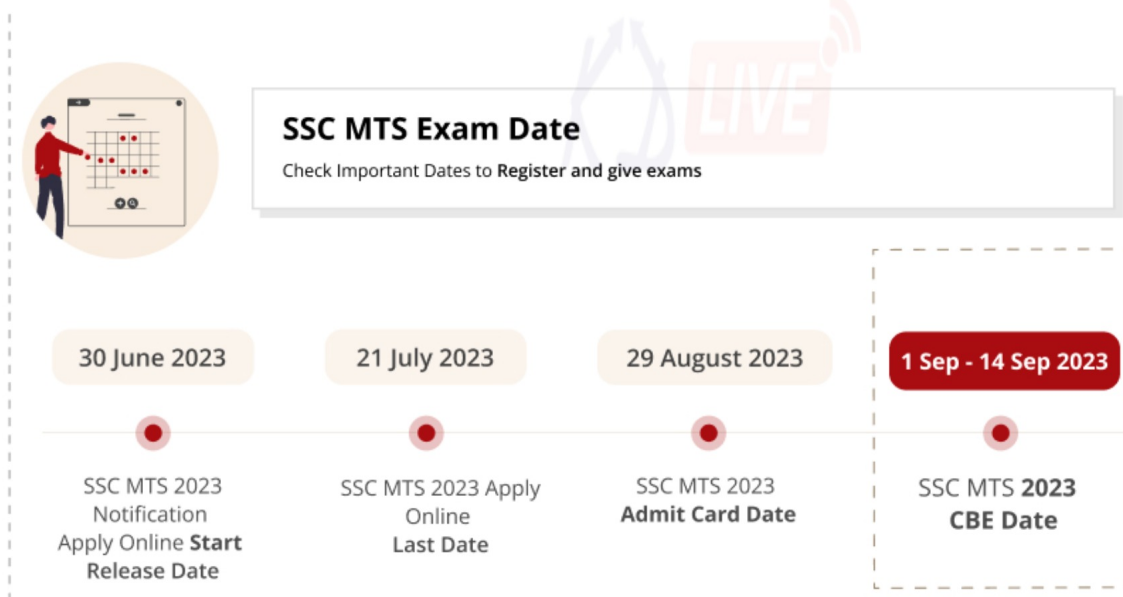 LIVE
SSC MTS Exam Date
Check Important Dates to Register and give exams
30 June 2023
21 July 2023
29 August 2023
1 Sep - 14 Sep 2023
SSC MTS 2023
Notification
Apply Online Start
Release Date
SSC MTS 2023 Apply
Online
Last Date
SSC MTS 2023
Admit Card Date
SSC MTS 2023
CBE Date